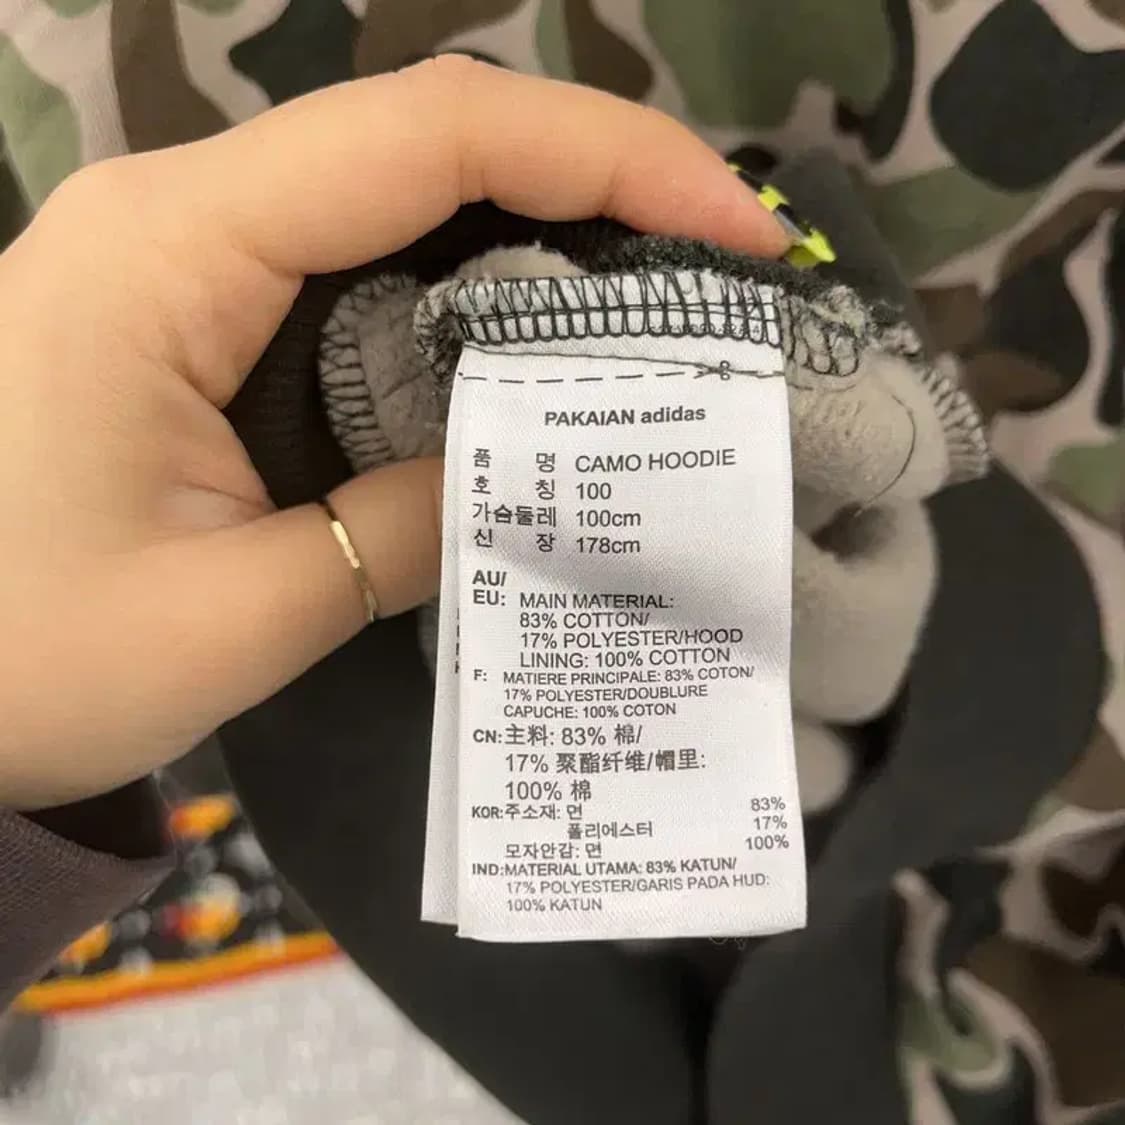 PAKAIAN adidas
품 명 CAMO HOODIE
호 칭 100
가슴둘레 100cm
신 장 178cm
AU/
EU: MAIN MATERIAL:
83% COTTON/
17% POLYESTER/HOOD
LINING: 100% COTTON
F: MATIERE PRINCIPALE: 83% COTON/
17% POLYESTER/DOUBLURE
CAPUCHE: 100% COTON
CN: 主料: 83% 棉/
17% 聚酯纤维/帽里:
100% 棉
KOR: 주소재: 면 83%
폴리에스터 17%
모자안감: 면 100%
IND: MATERIAL UTAMA: 83% KATUN/
17% POLYESTER/GARIS PADA HUD:
100% KATUN